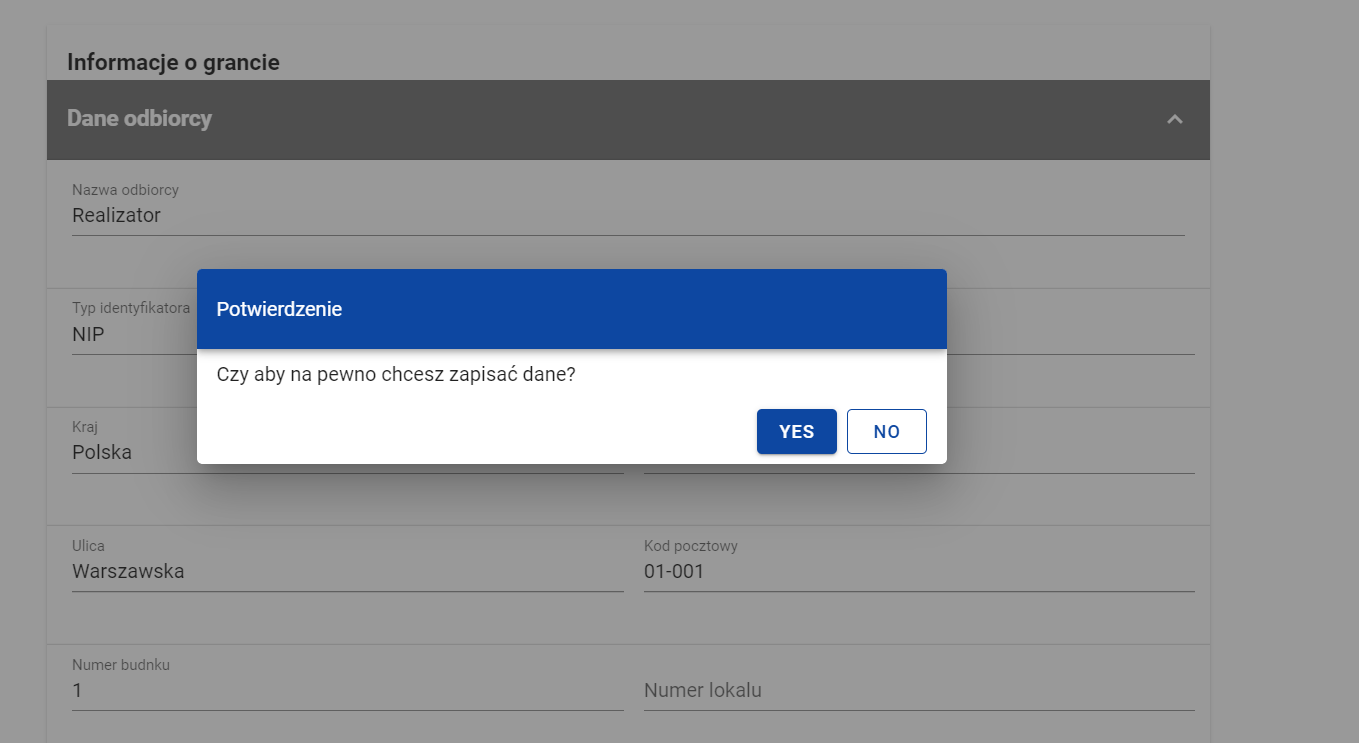 Informacje o grancie
Dane odbiorcy
Nazwa odbiorcy
Realizator
Typ identyfikatora
NIP
Potwierdzenie
Czy aby na pewno chcesz zapisać dane?
YES NO
Kraj
Polska
Ulica Kod pocztowy
Warszawska 01-001
Numer budnku
1 Numer lokalu